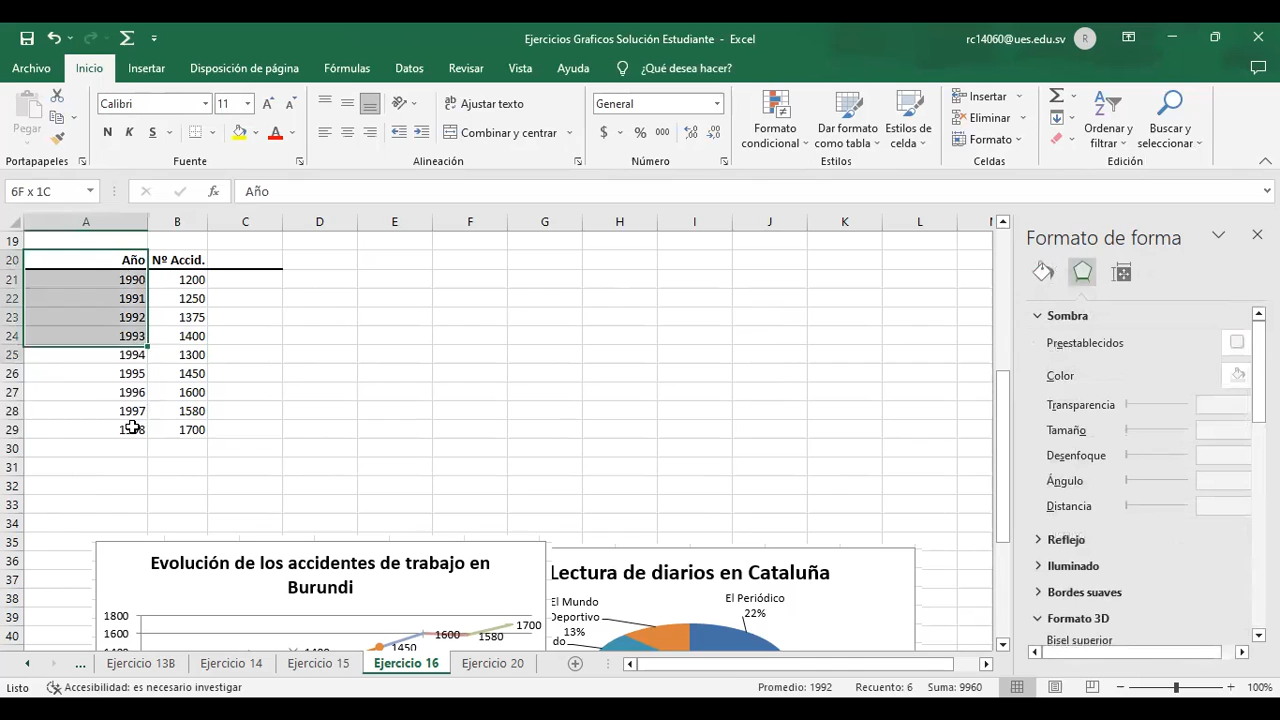 Ejercicios Graficos Solución Estudiante - Excel
rc14060@ues.edu.sv R
Archivo Inicio Insertar Disposición de página Fórmulas Datos Revisar Vista Ayuda ¿Qué desea hacer?
Pegar
Calibri 11
N K S
Ajustar texto
Combinar y centrar
General
$ % 000
Formato condicional
Dar formato como tabla
Estilos de celda
Insertar
Eliminar
Formato
Ordenar y filtrar
Buscar y seleccionar
Portapapeles Fuente Alineación Número Estilos Celdas Edición
6F x 1C fx Año
A B C D E F G H I J K L
19
20 Año Nº Accid.
21 1990 1200
22 1991 1250
23 1992 1375
24 1993 1400
25 1994 1300
26 1995 1450
27 1996 1600
28 1997 1580
29 1700
30
31
32
33
34
35
36
37
38
39
40
Evolución de los accidentes de trabajo en
Burundi
1800
1600
1450 1600 1580 1700
Lectura de diarios en Cataluña
El Mundo
Deportivo
13%
El Periódico
22%
Formato de forma
Sombra
Preestablecidos
Color
Transparencia
Tamaño
Desenfoque
Ángulo
Distancia
Reflejo
Iluminado
Bordes suaves
Formato 3D
Bisel superior
... Ejercicio 13B Ejercicio 14 Ejercicio 15 Ejercicio 16 Ejercicio 20
Listo Accesibilidad: es necesario investigar Promedio: 1992 Recuento: 6 Suma: 9960 100%